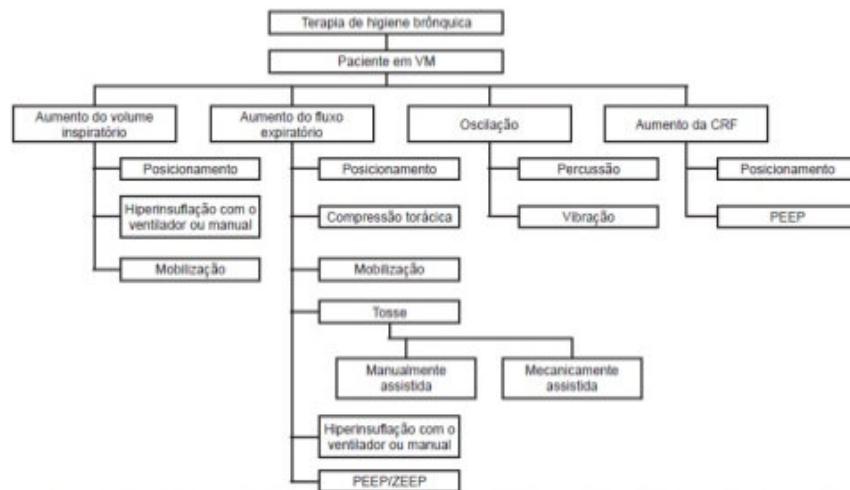 Terapia de higiene brônquica
Paciente em VM
Aumento do volume
inspiratório
Aumento do fluxo
expiratório
Oscilação
Aumento da CRF
Posicionamento
Hiperinsuflação com o
ventilador ou manual
Mobilização
Posicionamento
Compressão torácica
Mobilização
Tosse
Manualmente
assistida
Mecanicamente
assistida
Hiperinsuflação com o
ventilador ou manual
PEEP/ZEEP
Percussão
Vibração
Posicionamento
PEEP